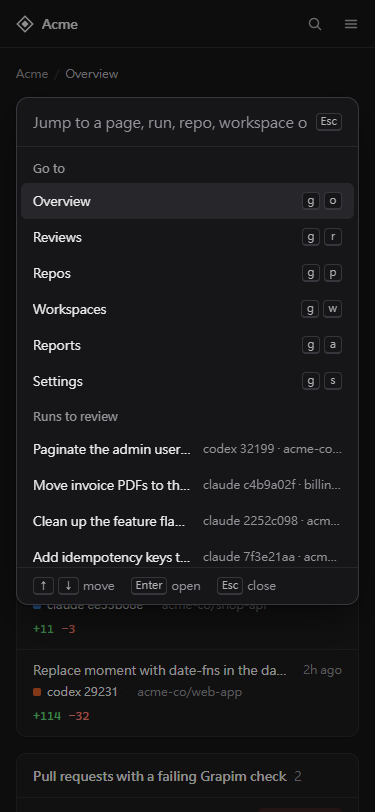 Acme
Acme / Overview
Jump to a page, run, repo, workspace o Esc
Go to
Overview g o
Reviews g r
Repos g p
Workspaces g w
Reports g a
Settings g s
Runs to review
Paginate the admin user... codex 32199 · acme-co...
Move invoice PDFs to th... claude c4b9a02f · billin...
Clean up the feature fla... claude 2252c098 · acm...
Add idempotency keys t... claude 7f3e21aa · acm...
↑ ↓ move Enter open Esc close
claude ee53b08e acme-co/shop-api
+11 −3
Replace moment with date-fns in the da... 2h ago
codex 29231 acme-co/web-app
+114 −32
Pull requests with a failing Grapim check 2